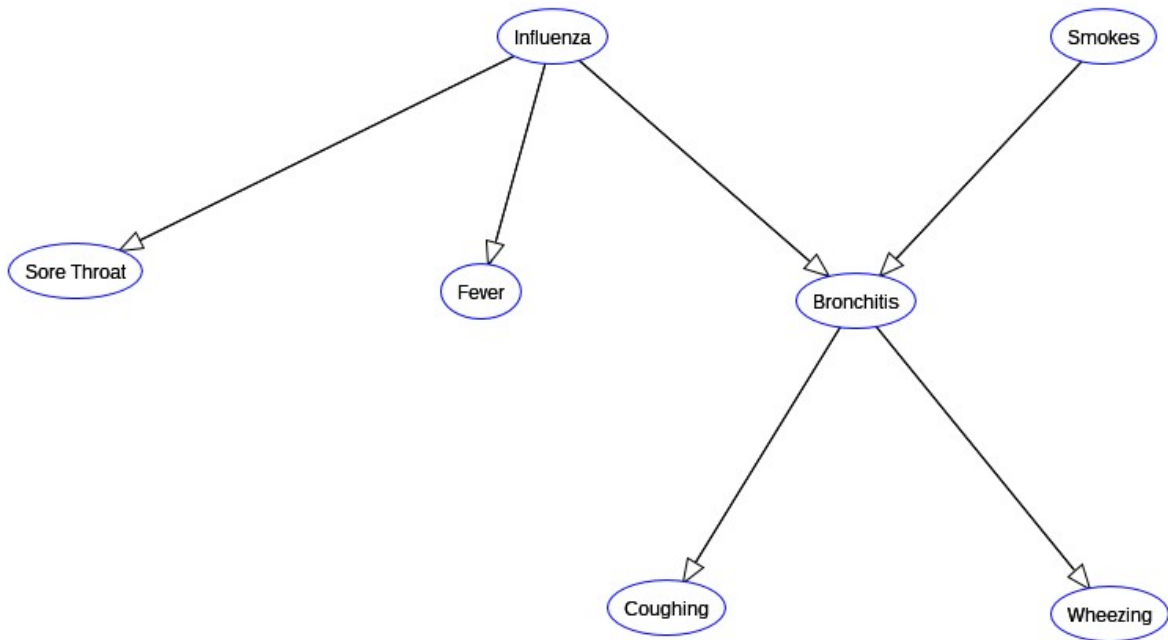 Influenza
Smokes
Sore Throat
Fever
Bronchitis
Coughing
Wheezing